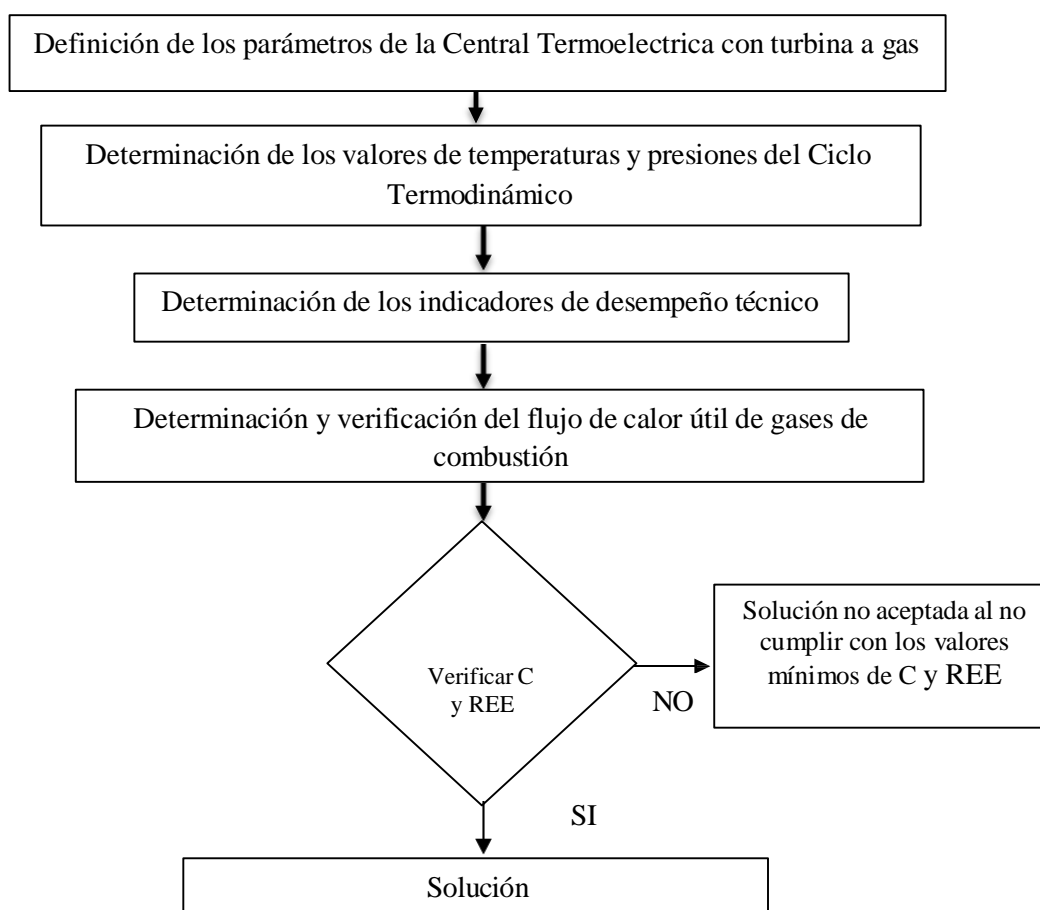 Definición de los parámetros de la Central Termoelectrica con turbina a gas
Determinación de los valores de temperaturas y presiones del Ciclo
Termodinámico
Determinación de los indicadores de desempeño técnico
Determinación y verificación del flujo de calor útil de gases de
combustión
Verificar C
y REE
NO
Solución no aceptada al no
cumplir con los valores
mínimos de C y REE
SI
Solución